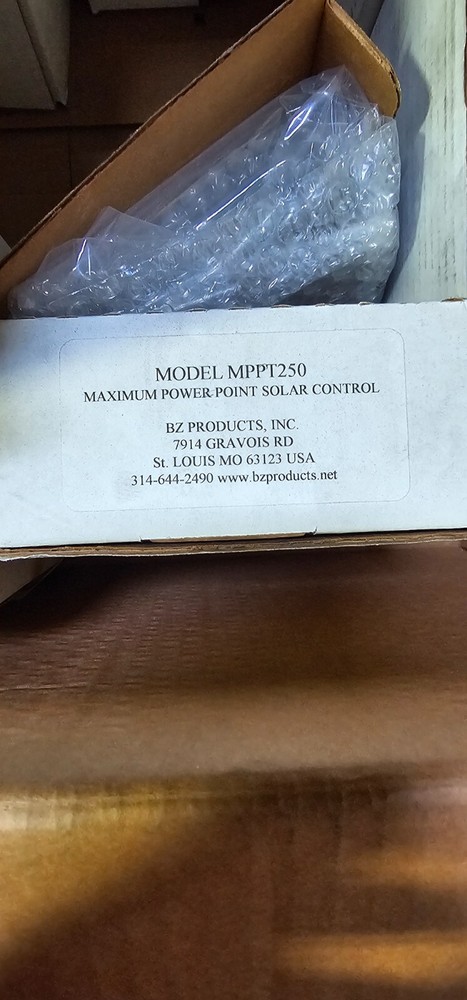 MODEL MPPT250
MAXIMUM POWER POINT SOLAR CONTROL
BZ PRODUCTS, INC.
7914 GRAVOIS RD
St. LOUIS MO 63123 USA
314-644-2490 www.bzproducts.net